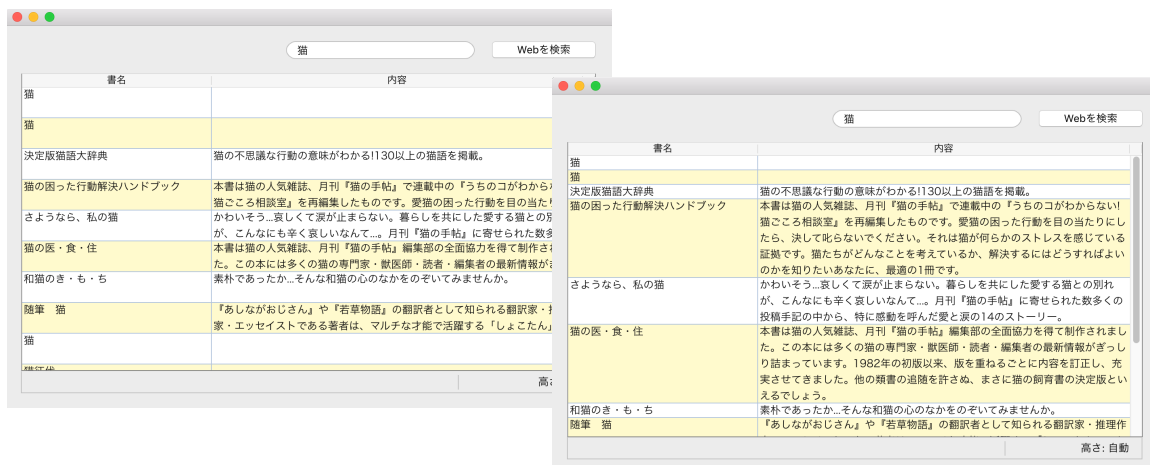 猫
Webを検索
書名
内容
猫
猫
決定版猫語大辞典
猫の不思議な行動の意味がわかる!130以上の猫語を掲載。
猫の困った行動解決ハンドブック
本書は猫の人気雑誌、月刊『猫の手帖』で連載中の『うちのコがわからな
猫ごころ相談室』を再編集したものです。愛猫の困った行動を目の当た
さようなら、私の猫
かわいそう…哀しくて涙が止まらない。暮らしを共にした愛する猫との別
が、こんなにも辛く哀しいなんて…。月刊『猫の手帖』に寄せられた数多
猫の医・食・住
本書は猫の人気雑誌、月刊『猫の手帖』編集部の全面協力を得て制作され
た。この本には多くの猫の専門家・獣医師・読者・編集者の最新情報が
和猫のき・も・ち
素朴であったか…そんな和猫の心のなかをのぞいてみませんか。
随筆　猫
『あしながおじさん』や『若草物語』の翻訳者として知られる翻訳家・
家・エッセイストである著者は、マルチな才能で活躍する「しょこたん」
猫
高さ
猫
Webを検索
書名
内容
猫
猫
決定版猫語大辞典
猫の不思議な行動の意味がわかる!130以上の猫語を掲載。
猫の困った行動解決ハンドブック
本書は猫の人気雑誌、月刊『猫の手帖』で連載中の『うちのコがわからない!
猫ごころ相談室』を再編集したものです。愛猫の困った行動を目の当たりにし
たら、決して叱らないでください。それは猫が何らかのストレスを感じている
証拠です。猫たちがどんなことを考えているか、解決するにはどうすればよい
のかを知りたいあなたに、最適の1冊です。
さようなら、私の猫
かわいそう…哀しくて涙が止まらない。暮らしを共にした愛する猫との別れ
が、こんなにも辛く哀しいなんて…。月刊『猫の手帖』に寄せられた数多くの
投稿手記の中から、特に感動を呼んだ愛と涙の14のストーリー。
猫の医・食・住
本書は猫の人気雑誌、月刊『猫の手帖』編集部の全面協力を得て制作されまし
た。この本には多くの猫の専門家・獣医師・読者・編集者の最新情報がぎっし
り詰まっています。1982年の初版以来、版を重ねるごとに内容を訂正し、充
実させてきました。他の類書の追随を許さぬ、まさに猫の飼育書の決定版とい
えるでしょう。
和猫のき・も・ち
素朴であったか…そんな和猫の心のなかをのぞいてみませんか。
随筆　猫
『あしながおじさん』や『若草物語』の翻訳者として知られる翻訳家・推理作
高さ: 自動